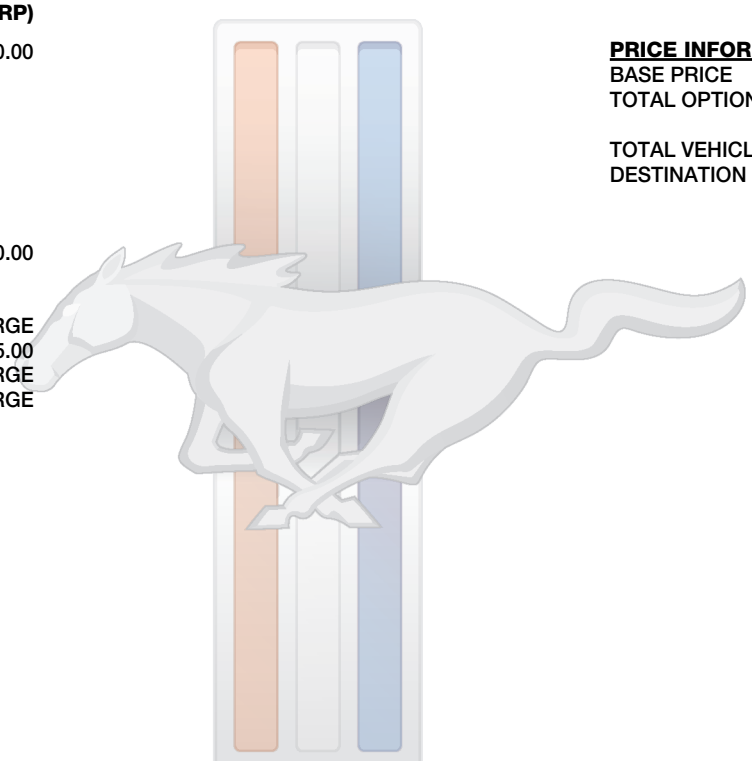 RP)
0.00
0.00
RGE
5.00
RGE
RGE
PRICE INFOR
BASE PRICE
TOTAL OPTION
TOTAL VEHICL
DESTINATION